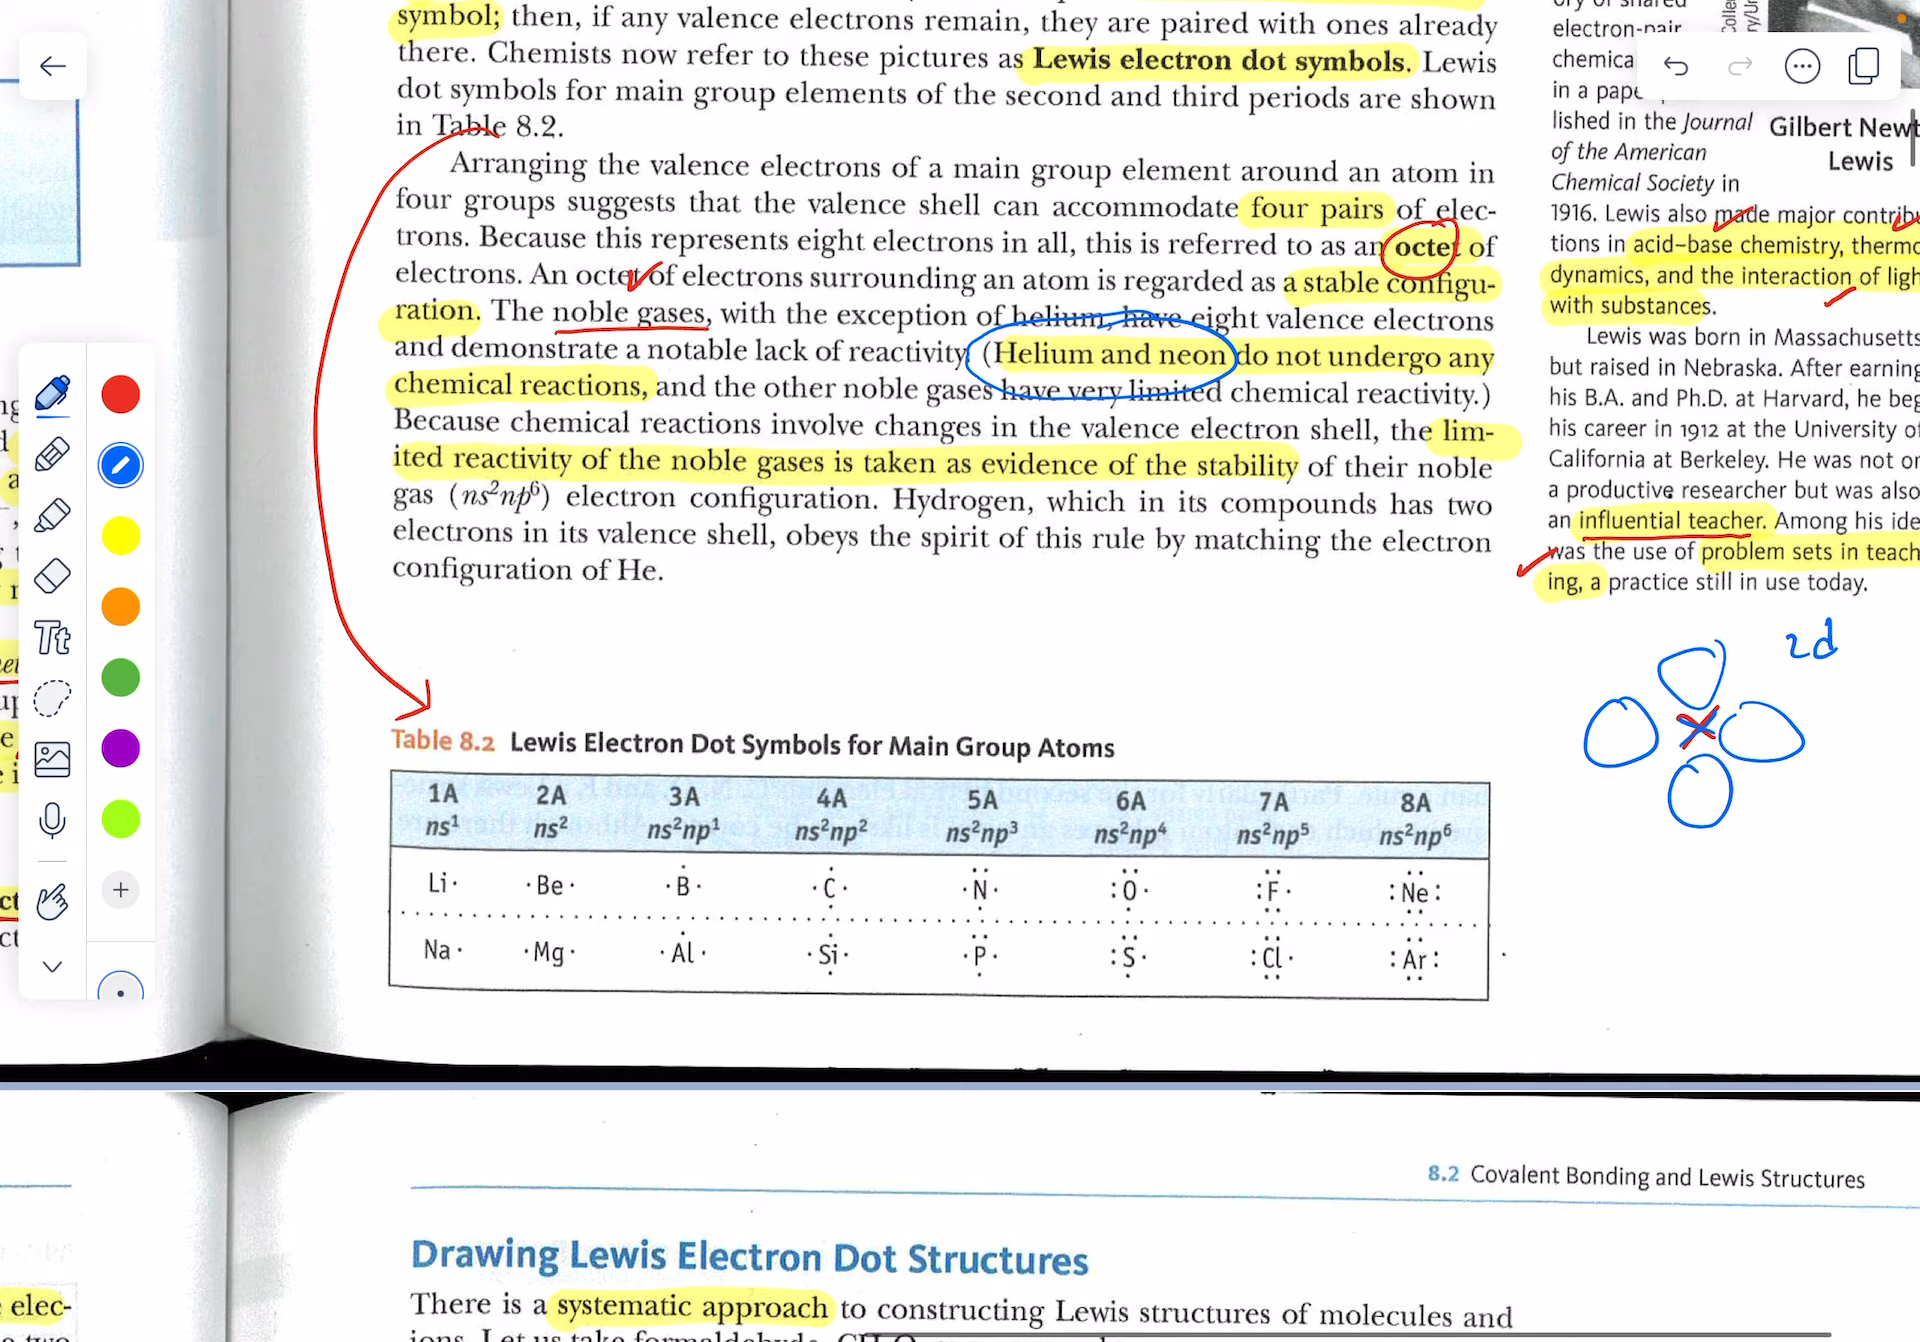 symbol; then, if any valence electrons remain, they are paired with ones already
there. Chemists now refer to these pictures as Lewis electron dot symbols. Lewis
dot symbols for main group elements of the second and third periods are shown
in Table 8.2.
Arranging the valence electrons of a main group element around an atom in
four groups suggests that the valence shell can accommodate four pairs of elec-
trons. Because this represents eight electrons in all, this is referred to as an octet of
electrons. An octet of electrons surrounding an atom is regarded as a stable configu-
ration. The noble gases, with the exception of helium, have eight valence electrons
and demonstrate a notable lack of reactivity. (Helium and neon do not undergo any
chemical reactions, and the other noble gases have very limited chemical reactivity.)
Because chemical reactions involve changes in the valence electron shell, the lim-
ited reactivity of the noble gases is taken as evidence of the stability of their noble
gas (ns²np⁶) electron configuration. Hydrogen, which in its compounds has two
electrons in its valence shell, obeys the spirit of this rule by matching the electron
configuration of He.
electron-pair
chemica
in a pape
lished in the Journal
of the American
Chemical Society in
1916. Lewis also made major contribu
tions in acid–base chemistry, thermo
dynamics, and the interaction of ligh
with substances.
Gilbert Newt
Lewis
Lewis was born in Massachusetts
but raised in Nebraska. After earning
his B.A. and Ph.D. at Harvard, he beg
his career in 1912 at the University of
California at Berkeley. He was not on
a productive researcher but was also
an influential teacher. Among his ide
was the use of problem sets in teach
ing, a practice still in use today.
2d
Table 8.2 Lewis Electron Dot Symbols for Main Group Atoms
1A 2A 3A 4A 5A 6A 7A 8A
ns¹ ns² ns²np¹ ns²np² ns²np³ ns²np⁴ ns²np⁵ ns²np⁶
Li· ·Be· ·B· ·C· ·N· :O· :F· :Ne:
Na· ·Mg· ·Al· ·Si· ·P· :S· :Cl· :Ar:
Tt
8.2 Covalent Bonding and Lewis Structures
Drawing Lewis Electron Dot Structures
elec-
There is a systematic approach to constructing Lewis structures of molecules and